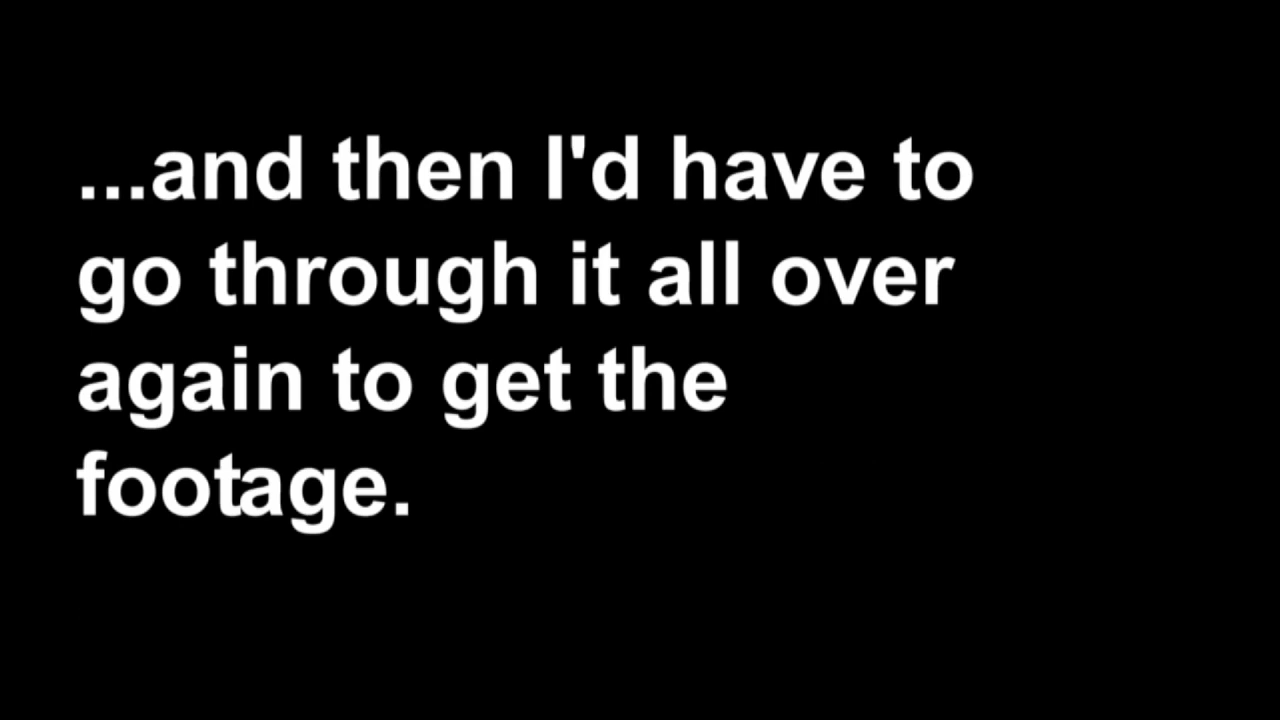 ...and then I'd have to
go through it all over
again to get the
footage.